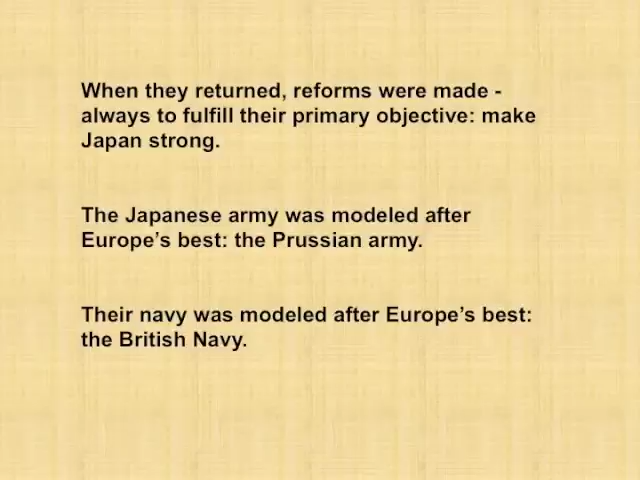 When they returned, reforms were made -
always to fulfill their primary objective: make
Japan strong.
The Japanese army was modeled after
Europe’s best: the Prussian army.
Their navy was modeled after Europe’s best:
the British Navy.